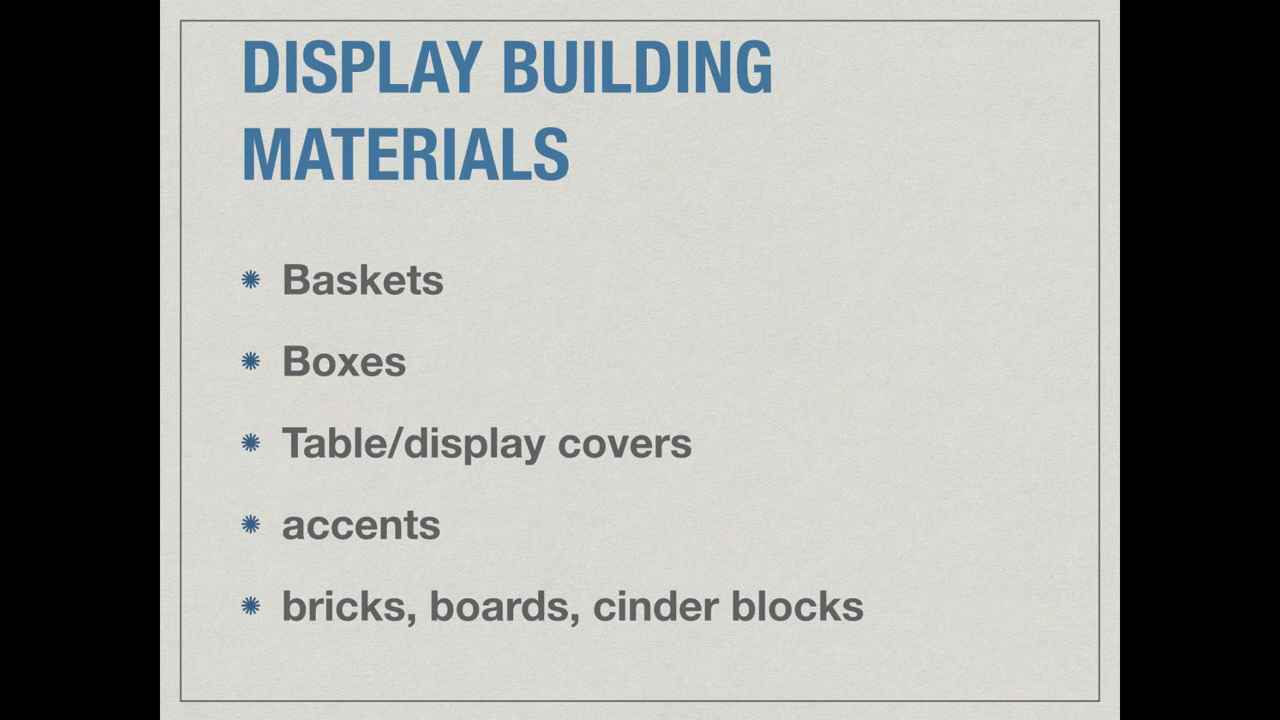 DISPLAY BUILDING
MATERIALS
Baskets
Boxes
Table/display covers
accents
bricks, boards, cinder blocks